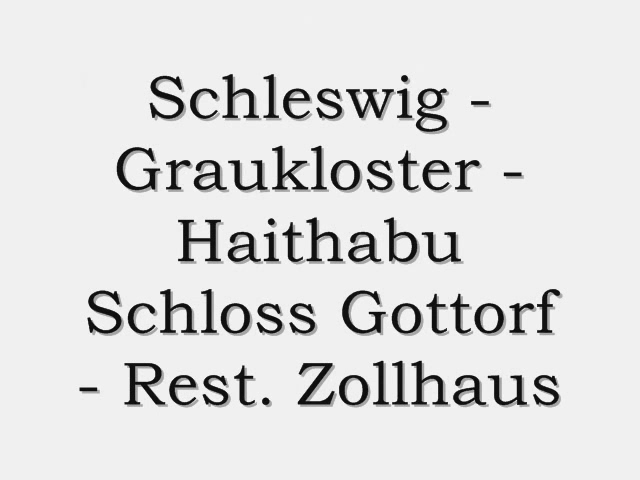 Schleswig -
Graukloster -
Haithabu
Schloss Gottorf
- Rest. Zollhaus